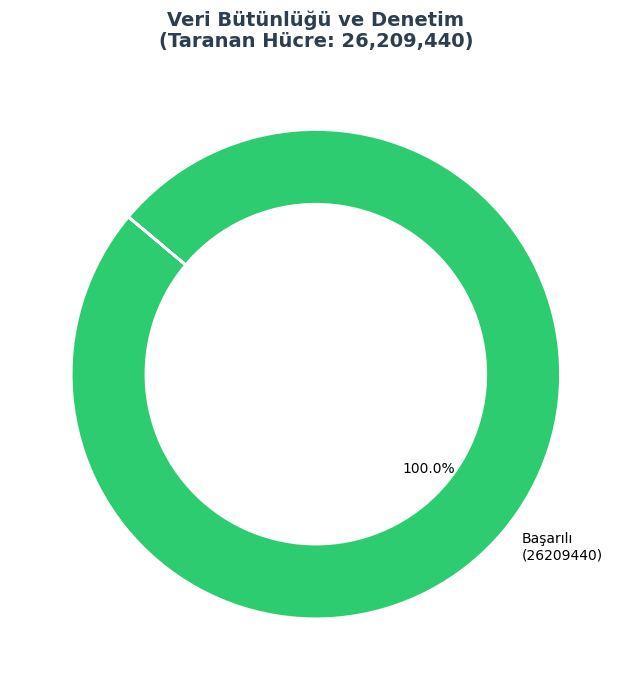 Veri Bütünlüğü ve Denetim
(Taranan Hücre: 26,209,440)
100.0%
Başarılı
(26209440)